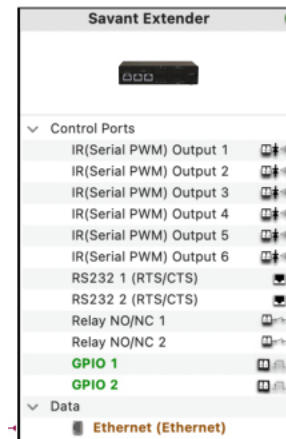 Savant Extender
Control Ports
IR(Serial PWM) Output 1
IR(Serial PWM) Output 2
IR(Serial PWM) Output 3
IR(Serial PWM) Output 4
IR(Serial PWM) Output 5
IR(Serial PWM) Output 6
RS232 1 (RTS/CTS)
RS232 2 (RTS/CTS)
Relay NO/NC 1
Relay NO/NC 2
GPIO 1
GPIO 2
Data
Ethernet (Ethernet)